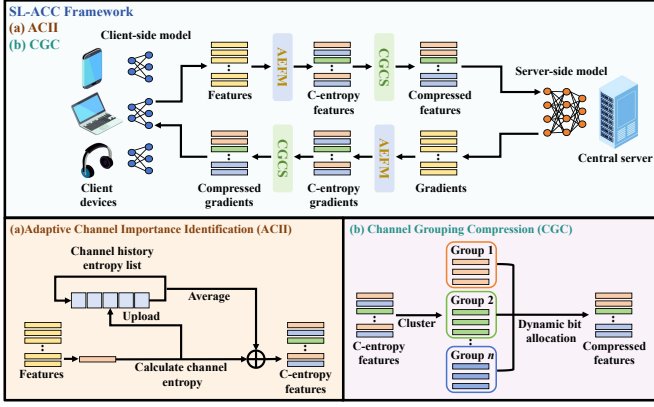 SL-ACC Framework
(a) ACII
(b) CGC
Client-side model
Features
AEFM
C-entropy
features
CGCS
Compressed
features
Server-side model
Central server
Client
devices
Compressed
gradients
CGCS
C-entropy
gradients
AEFM
Gradients
(a)Adaptive Channel Importance Identification (ACII)
Channel history
entropy list
Average
Upload
Features
Calculate channel
entropy
C-entropy
features
(b) Channel Grouping Compression (CGC)
Group 1
Group 2
Group n
Cluster
C-entropy
features
Dynamic bit
allocation
Compressed
features